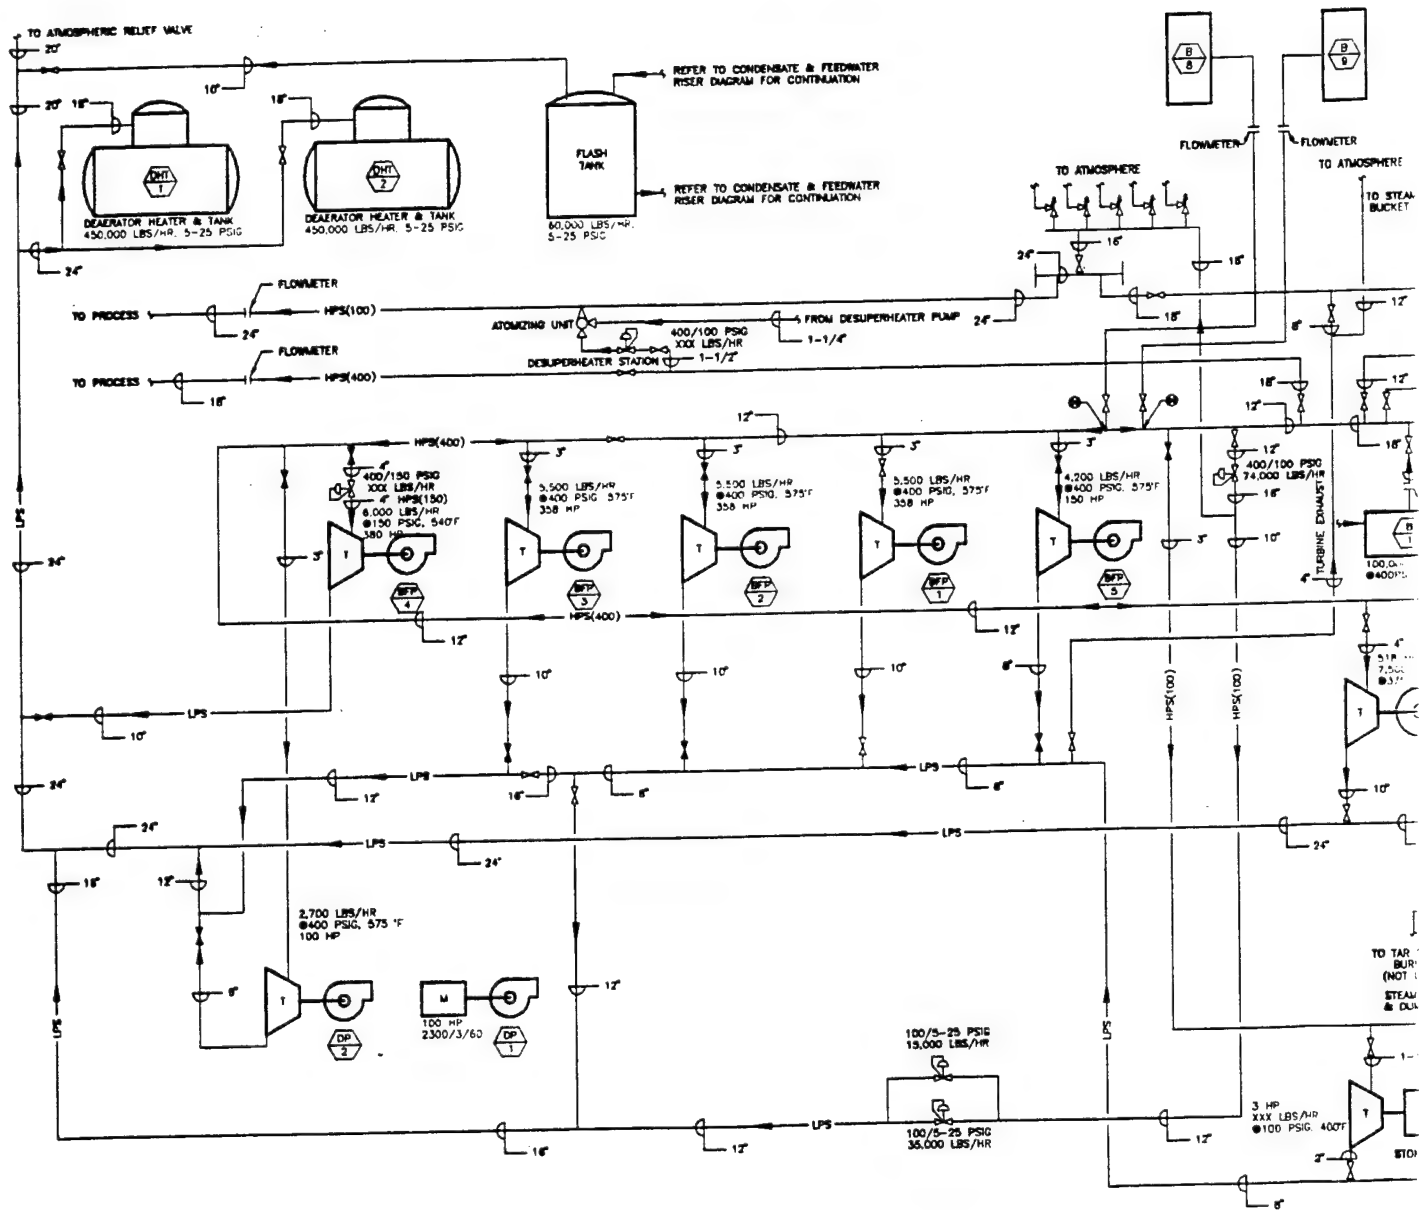 TO ATMOSPHERIC RELIEF VALVE
20"
10"
20"
18"
18"
REFER TO CONDENSATE & FEEDWATER
RISER DIAGRAM FOR CONTINUATION
FLASH
TANK
REFER TO CONDENSATE & FEEDWATER
RISER DIAGRAM FOR CONTINUATION
60,000 LBS/HR.
5-25 PSIG
DHT
1
DEAERATOR HEATER & TANK
450,000 LBS/HR, 5-25 PSIG
DHT
2
DEAERATOR HEATER & TANK
450,000 LBS/HR, 5-25 PSIG
24"
B
8
B
9
FLOWMETER
FLOWMETER
TO ATMOSPHERE
TO ATMOSPHERE
TO STEAM
BUCKET
16"
18"
24"
24"
18"
12"
8"
FLOWMETER
TO PROCESS
24"
HPS(100)
ATOMIZING UNIT
400/100 PSIG
XXX LBS/HR
FROM DESUPERHEATER PUMP
1-1/4"
DESUPERHEATER STATION
1-1/2"
FLOWMETER
TO PROCESS
18"
HPS(400)
18"
12"
12"
18"
M
M
12"
HPS(400)
4"
400/150 PSIG
XXX LBS/HR
4" HPS(150)
6,000 LBS/HR
@150 PSIG, 540°F
380 HP
T
BFP
4
3"
5,500 LBS/HR
@400 PSIG, 575°F
358 HP
T
BFP
3
3"
5,500 LBS/HR
@400 PSIG, 575°F
358 HP
T
BFP
2
3"
5,500 LBS/HR
@400 PSIG, 575°F
358 HP
T
BFP
1
3"
4,200 LBS/HR
@400 PSIG, 575°F
150 HP
T
BFP
5
12"
400/100 PSIG
74,000 LBS/HR
16"
10"
3"
TURBINE EXHAUST
4"
LPS
24"
3"
HPS(400)
12"
12"
10"
10"
10"
8"
HPS(100)
HPS(100)
4"
T
10"
LPS
10"
24"
LPS
12"
16"
8"
LPS
8"
24"
LPS
24"
LPS
24"
18"
12"
2,700 LBS/HR
@400 PSIG, 575 °F
100 HP
8"
T
DP
2
M
100 HP
2300/3/60
DP
1
12"
LPS
LPS
TO TAR
(NOT
100/5-25 PSIG
15,000 LBS/HR
100/5-25 PSIG
35,000 LBS/HR
16"
12"
LPS
12"
3 HP
XXX LBS/HR
@100 PSIG, 400°F
T
2"
8"